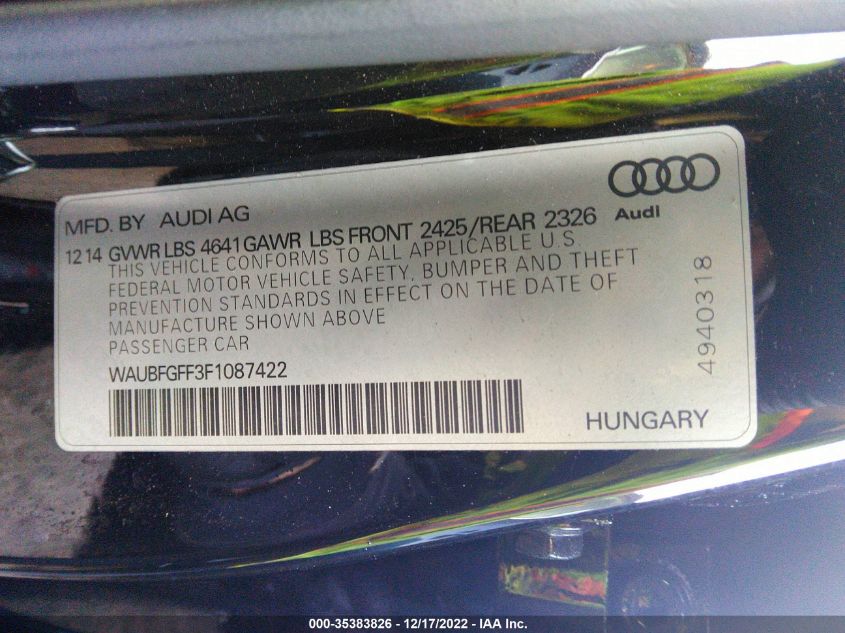 Audi
MFD. BY AUDI AG
12 14 GVWR LBS 4641 GAWR LBS FRONT 2425/REAR 2326
THIS VEHICLE CONFORMS TO ALL APPLICABLE U.S.
FEDERAL MOTOR VEHICLE SAFETY, BUMPER AND THEFT
PREVENTION STANDARDS IN EFFECT ON THE DATE OF
MANUFACTURE SHOWN ABOVE
PASSENGER CAR
WAUBFGFF3F1087422
4940318
HUNGARY
000-35383826 - 12/17/2022 - IAA Inc.